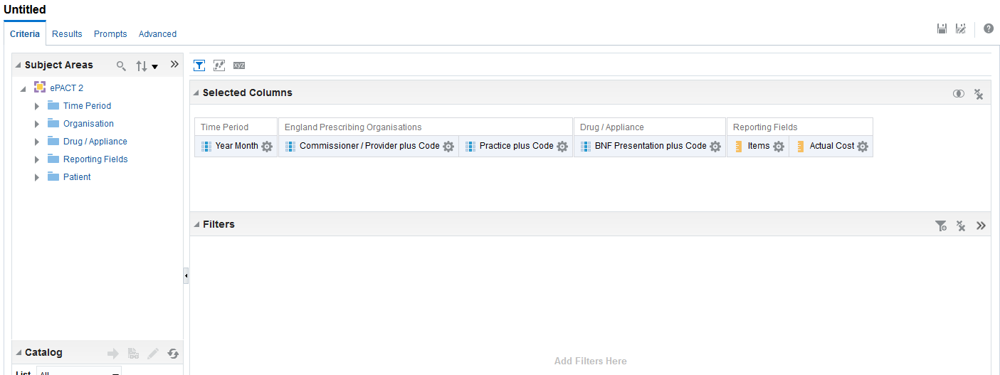 Untitled
Criteria Results Prompts Advanced
Subject Areas
ePACT 2
Time Period
Organisation
Drug / Appliance
Reporting Fields
Patient
Catalog
List All
xyz
Selected Columns
Time Period England Prescribing Organisations Drug / Appliance Reporting Fields
Year Month Commissioner / Provider plus Code Practice plus Code BNF Presentation plus Code Items Actual Cost
Filters
Add Filters Here